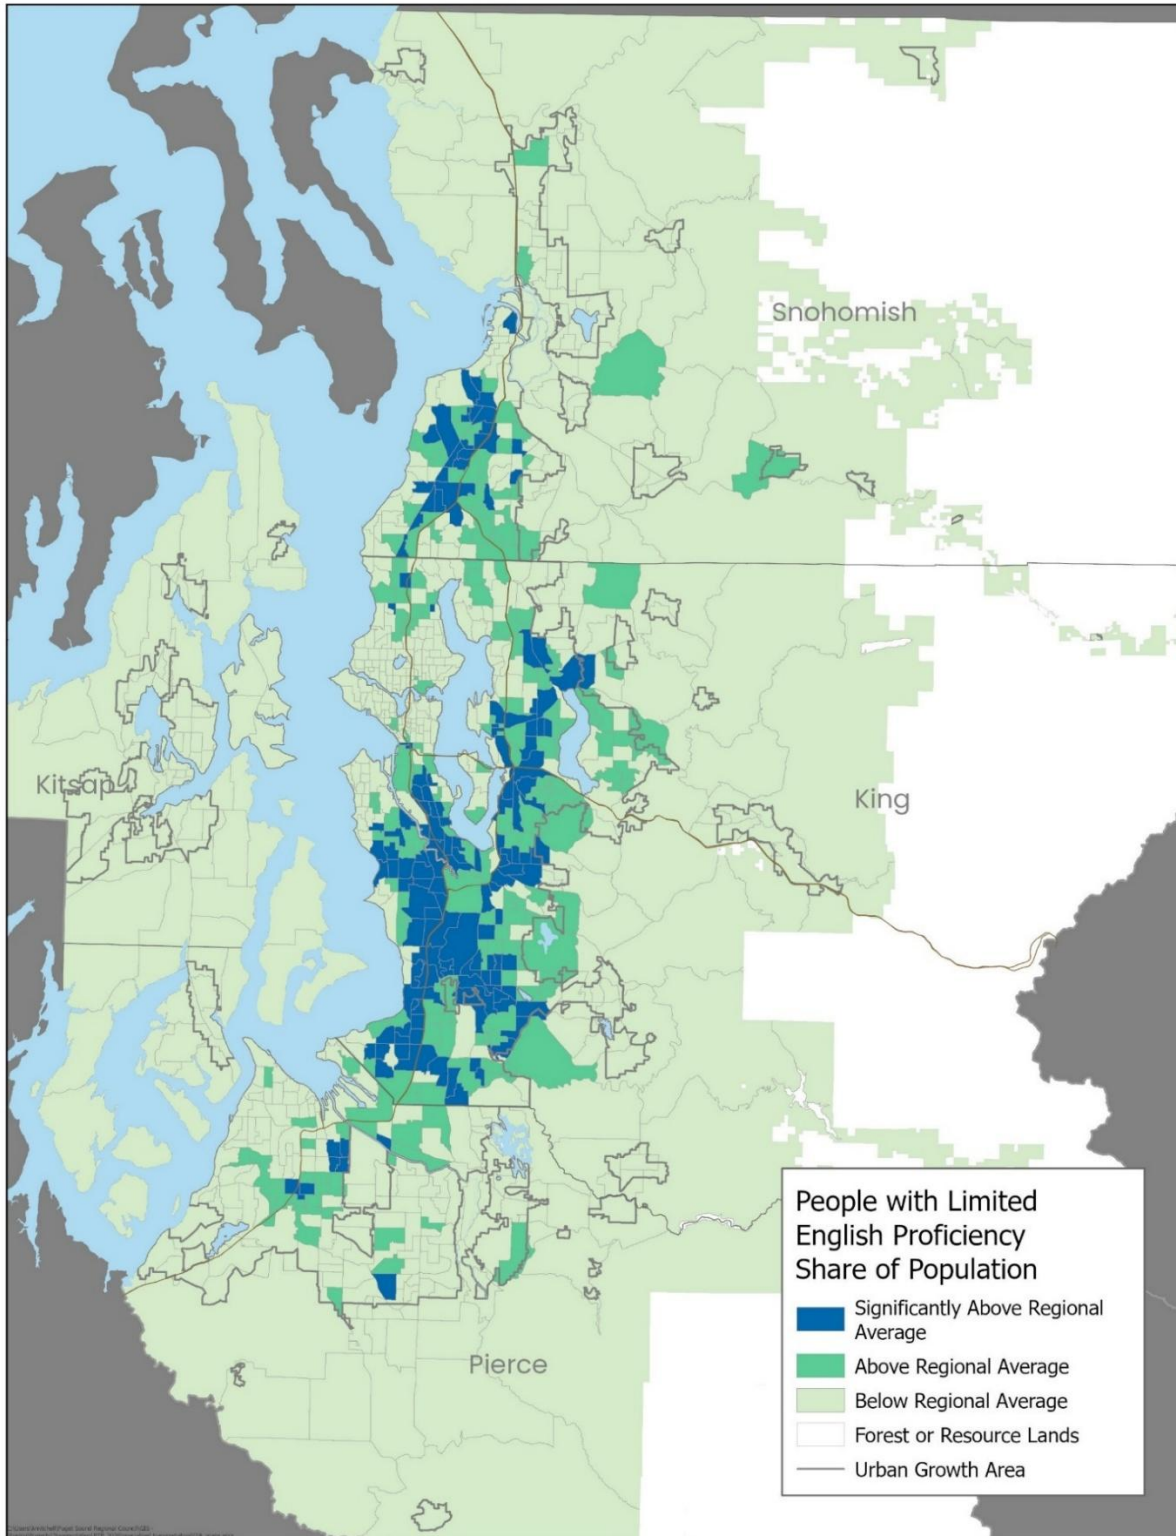 Snohomish
Kitsap
King
Pierce
People with Limited
English Proficiency
Share of Population
Significantly Above Regional
Average
Above Regional Average
Below Regional Average
Forest or Resource Lands
Urban Growth Area